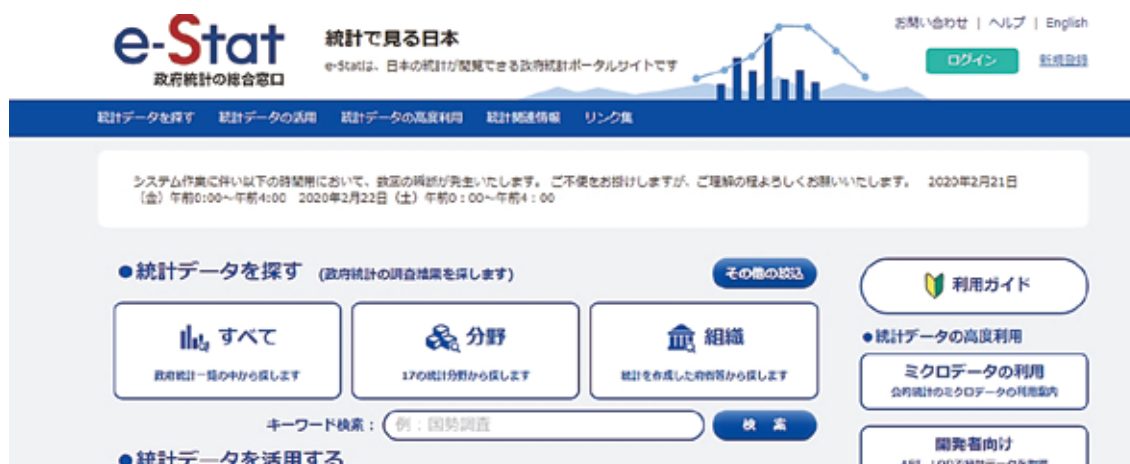 お問い合わせ | ヘルプ | English
e-Stat
政府統計の総合窓口
統計で見る日本
e-Statは、日本の統計が閲覧できる政府統計ポータルサイトです
ログイン
新規登録
統計データを探す 統計データの活用 統計データの高度利用 統計関連情報 リンク集
システム作業に伴い以下の時間帯において、数回の瞬断が発生いたします。 ご不便をお掛けしますが、ご理解の程よろしくお願いいたします。 2020年2月21日
（金）午前0:00～午前4:00 2020年2月22日（土）午前0：00～午前4：00
●統計データを探す (政府統計の調査結果を探します)
その他の絞込
すべて
政府統計一覧の中から探します
分野
17の統計分野から探します
組織
統計を作成した府省等から探します
キーワード検索： 例：国勢調査
検 索
●統計データを活用する
利用ガイド
●統計データの高度利用
ミクロデータの利用
公的統計のミクロデータの利用案内
開発者向け